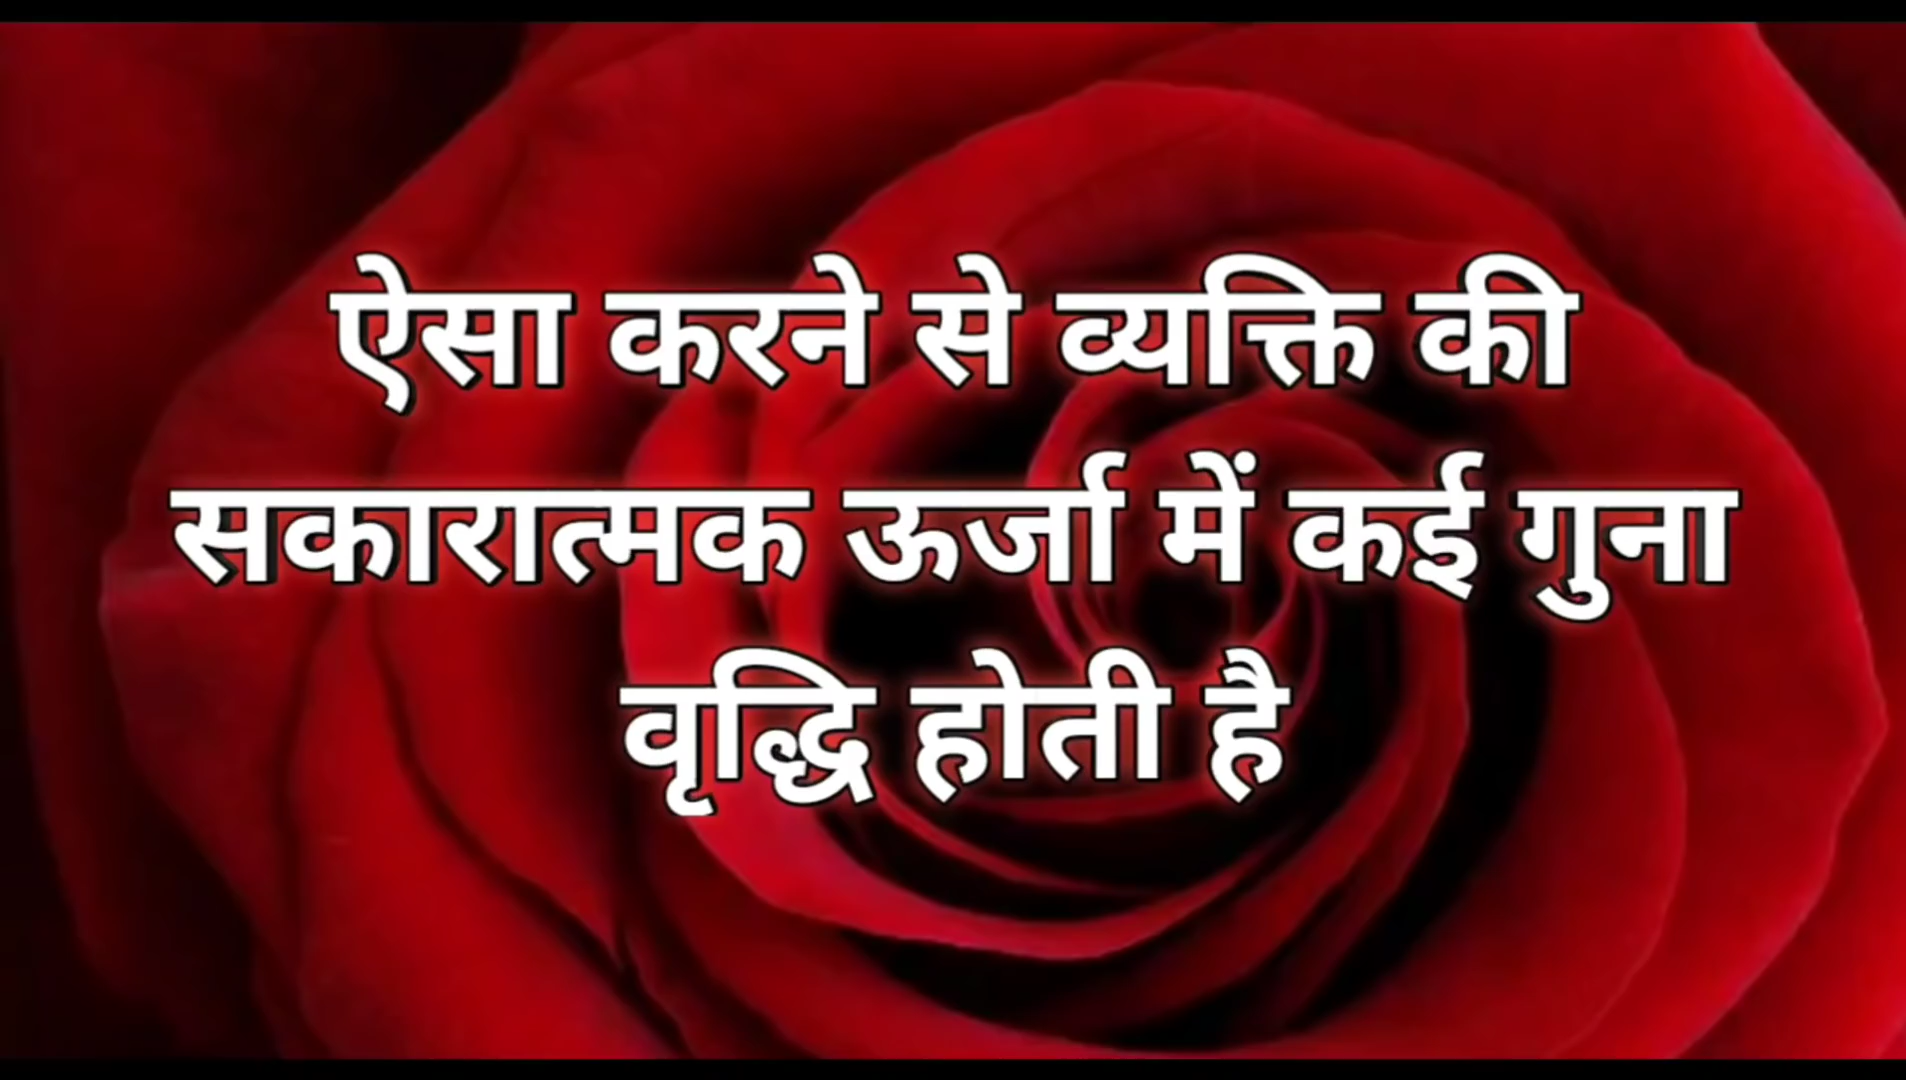 ऐसा करने से व्यक्ति की
सकारात्मक ऊर्जा में कई गुना
वृद्धि होती है